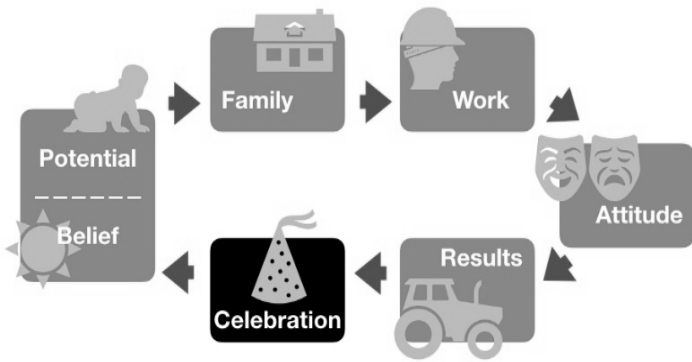 Family
Work
Potential
Belief
Attitude
Results
Celebration